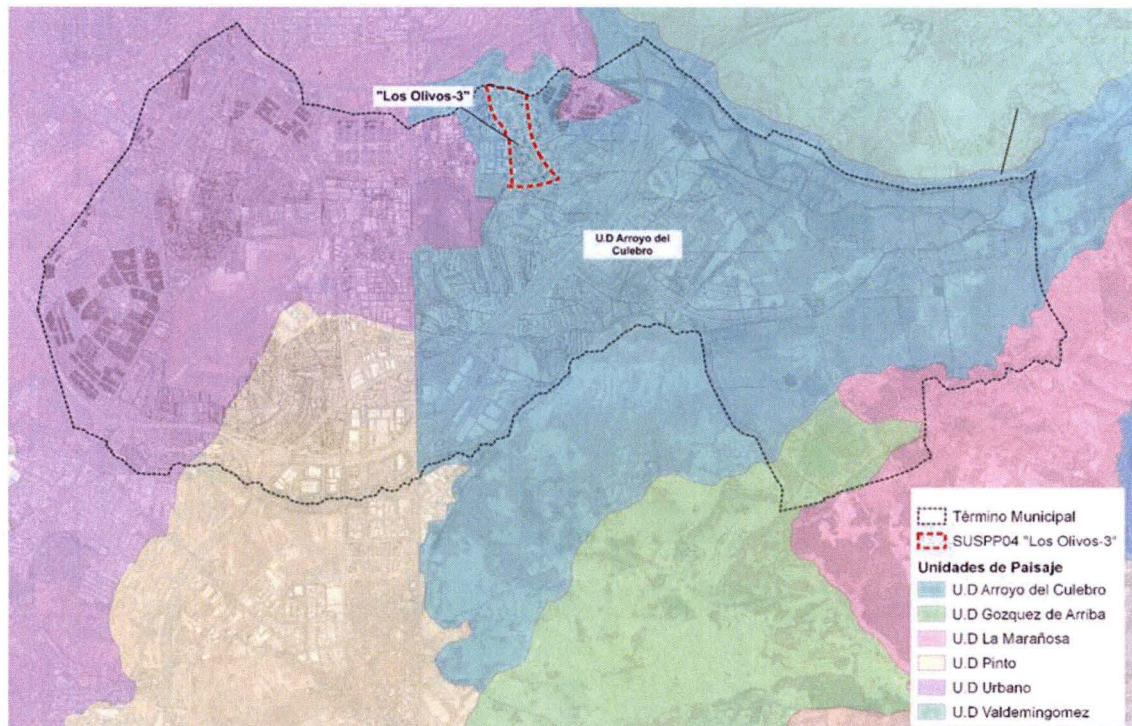 "Los Olivos-3"
U.D Arroyo del
Culebro
Término Municipal
SUSPP04 "Los Olivos-3"
Unidades de Paisaje
U.D Arroyo del Culebro
U.D Gozquez de Arriba
U.D La Marañosa
U.D Pinto
U.D Urbano
U.D Valdemingomez